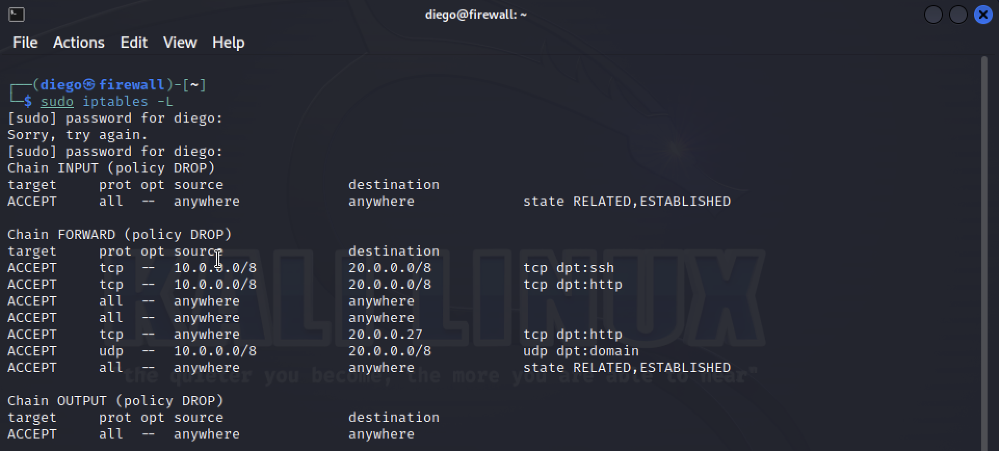 diego@firewall: ~
File Actions Edit View Help
┌──(diego㉿firewall)-[~]
└─$ sudo iptables -L
[sudo] password for diego:
Sorry, try again.
[sudo] password for diego:
Chain INPUT (policy DROP)
target     prot opt source               destination
ACCEPT     all  --  anywhere             anywhere             state RELATED,ESTABLISHED

Chain FORWARD (policy DROP)
target     prot opt source               destination
ACCEPT     tcp  --  10.0.0.0/8           20.0.0.0/8           tcp dpt:ssh
ACCEPT     tcp  --  10.0.0.0/8           20.0.0.0/8           tcp dpt:http
ACCEPT     all  --  anywhere             anywhere
ACCEPT     all  --  anywhere             anywhere
ACCEPT     tcp  --  anywhere             20.0.0.27            tcp dpt:http
ACCEPT     udp  --  10.0.0.0/8           20.0.0.0/8           udp dpt:domain
ACCEPT     all  --  anywhere             anywhere             state RELATED,ESTABLISHED

Chain OUTPUT (policy DROP)
target     prot opt source               destination
ACCEPT     all  --  anywhere             anywhere
KALI LINUX
"the quieter you become, the more you are able to hear"